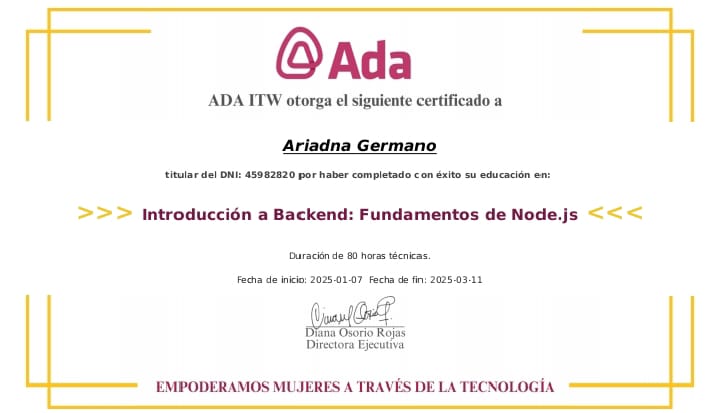 Ada
ADA ITW otorga el siguiente certificado a
Ariadna Germano
titular del DNI: 45982820 por haber completado con éxito su educación en:
>>> Introducción a Backend: Fundamentos de Node.js <<<
Duración de 80 horas técnicas.
Fecha de inicio: 2025-01-07 Fecha de fin: 2025-03-11
Diana Osorio Rojas
Directora Ejecutiva
EMPODERAMOS MUJERES A TRAVÉS DE LA TECNOLOGÍA